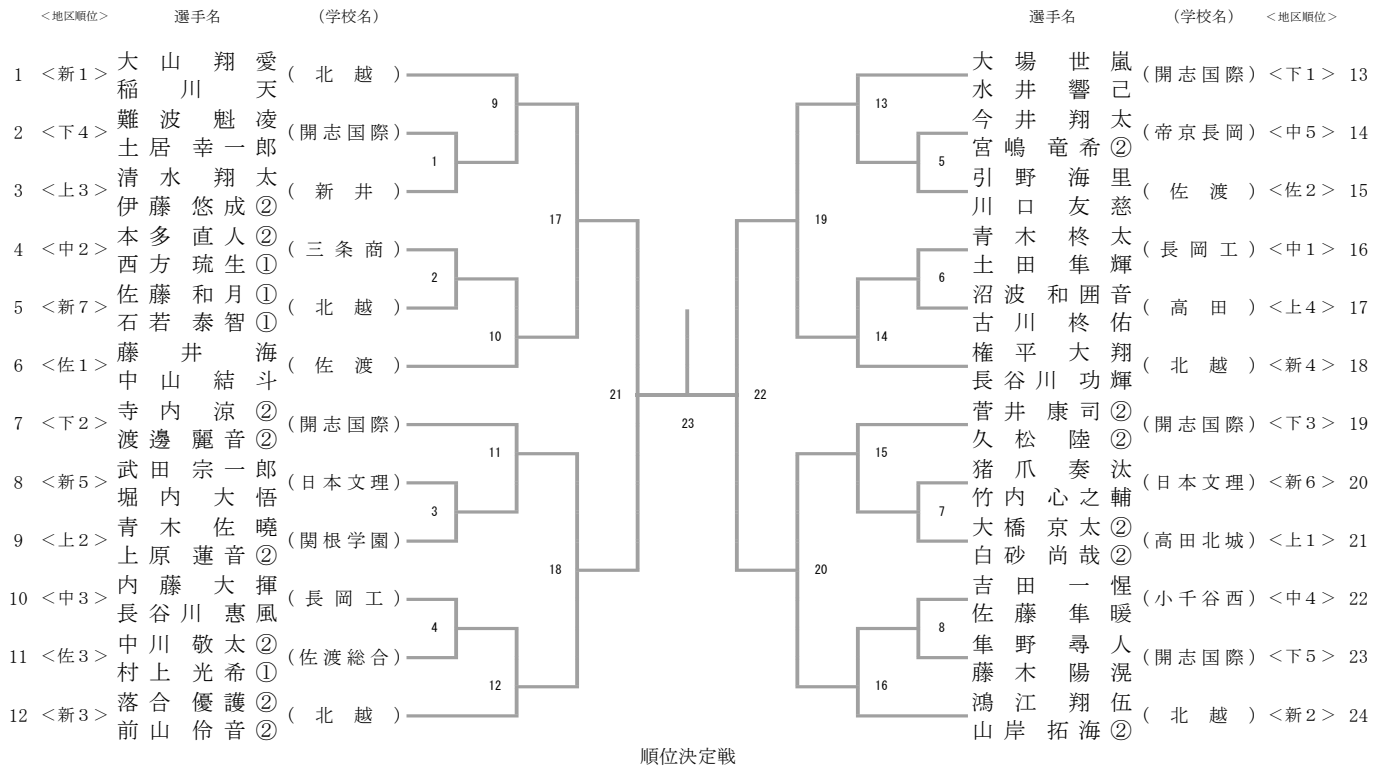 ＜地区順位＞ 選手名 （学校名） 選手名 （学校名） ＜地区順位＞
1 ＜新1＞ 大山翔愛 稲川天 （北越）
2 ＜下4＞ 難波魁凌 土居幸一郎 （開志国際）
3 ＜上3＞ 清水翔太 伊藤悠成② （新井）
4 ＜中2＞ 本多直人② 西方琉生① （三条商）
5 ＜新7＞ 佐藤和月① 石若泰智① （北越）
6 ＜佐1＞ 藤井海 中山結斗 （佐渡）
7 ＜下2＞ 寺内涼② 渡邊麗音② （開志国際）
8 ＜新5＞ 武田宗一郎 堀内大悟 （日本文理）
9 ＜上2＞ 青木佐曉 上原蓮音② （関根学園）
10 ＜中3＞ 内藤大揮 長谷川惠風 （長岡工）
11 ＜佐3＞ 中川敬太② 村上光希① （佐渡総合）
12 ＜新3＞ 落合優護② 前山伶音② （北越）
9
1
17
2
10
21
11
3
18
4
12
23
13
5
19
6
14
22
15
7
20
8
16
大場世嵐 水井響己 （開志国際） ＜下1＞ 13
今井翔太 宮嶋竜希② （帝京長岡） ＜中5＞ 14
引野海里 川口友慈 （佐渡） ＜佐2＞ 15
青木柊太 土田隼輝 （長岡工） ＜中1＞ 16
沼波和囲音 古川柊佑 （高田） ＜上4＞ 17
権平大翔 長谷川功輝 （北越） ＜新4＞ 18
菅井康司② 久松陸② （開志国際） ＜下3＞ 19
猪爪奏汰 竹内心之輔 （日本文理） ＜新6＞ 20
大橋京太② 白砂尚哉② （高田北城） ＜上1＞ 21
吉田一惺 佐藤隼暖 （小千谷西） ＜中4＞ 22
隼野尋人 藤木陽滉 （開志国際） ＜下5＞ 23
鴻江翔伍 山岸拓海② （北越） ＜新2＞ 24
順位決定戦